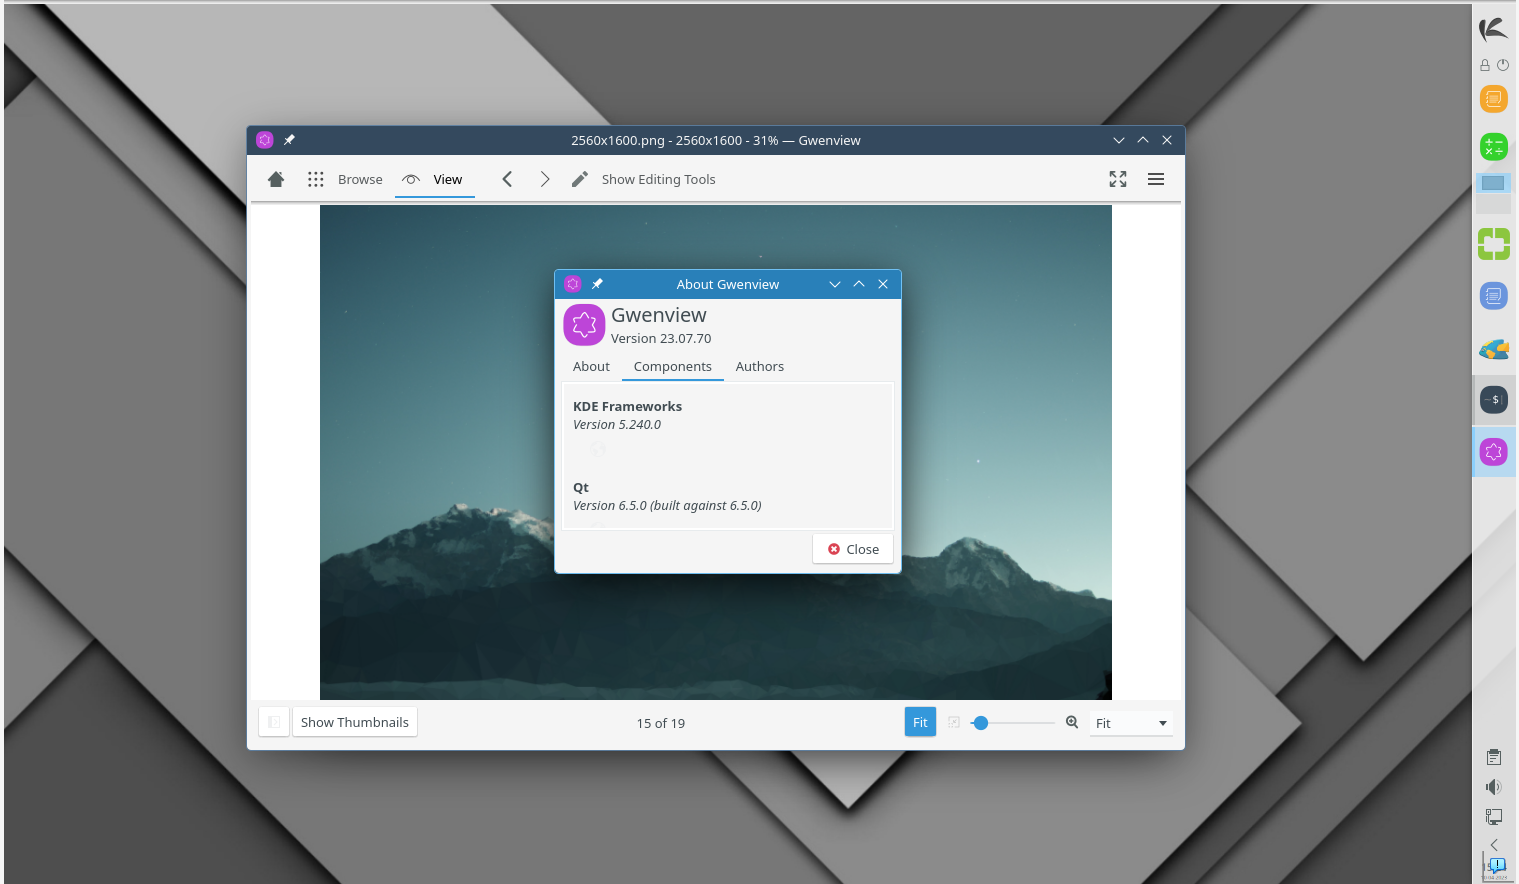 2560x1600.png - 2560x1600 - 31% — Gwenview
Browse
View
Show Editing Tools
About Gwenview
Gwenview
Version 23.07.70
About
Components
Authors
KDE Frameworks
Version 5.240.0
Qt
Version 6.5.0 (built against 6.5.0)
Close
Show Thumbnails
15 of 19
Fit
Fit